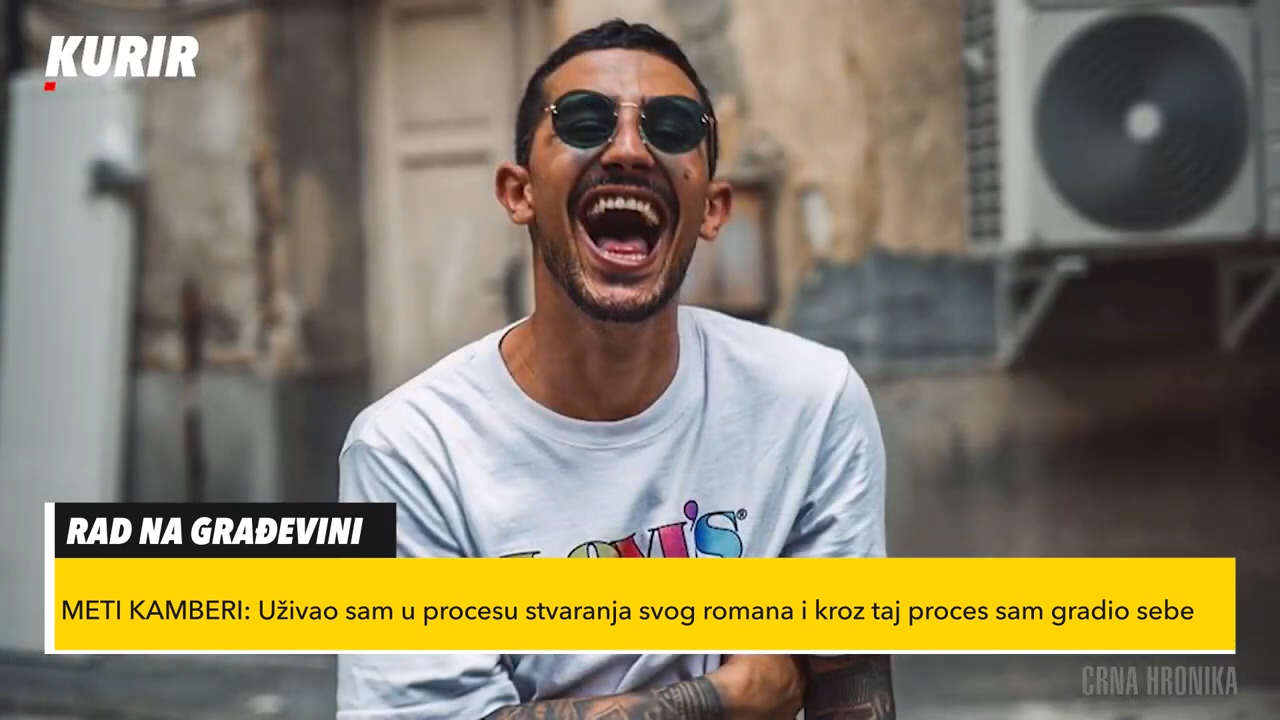 KURIR
RAD NA GRAĐEVINI
METI KAMBERI: Uživao sam u procesu stvaranja svog romana i kroz taj proces sam gradio sebe
CRNA HRONIKA